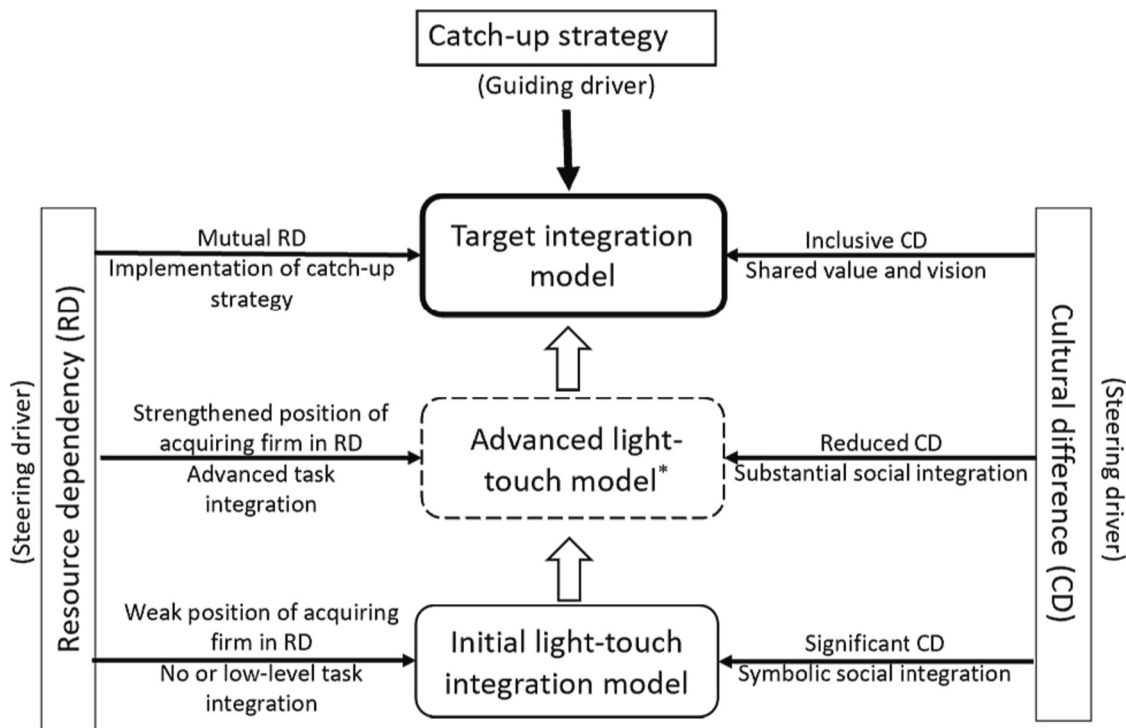 Catch-up strategy
(Guiding driver)
(Steering driver)
Resource dependency (RD)
Mutual RD
Implementation of catch-up
strategy
Target integration
model
Inclusive CD
Shared value and vision
Strengthened position of
acquiring firm in RD
Advanced task
integration
Advanced light-
touch model*
Reduced CD
Substantial social integration
Weak position of acquiring
firm in RD
No or low-level task
integration
Initial light-touch
integration model
Significant CD
Symbolic social integration
Cultural difference (CD)
(Steering driver)